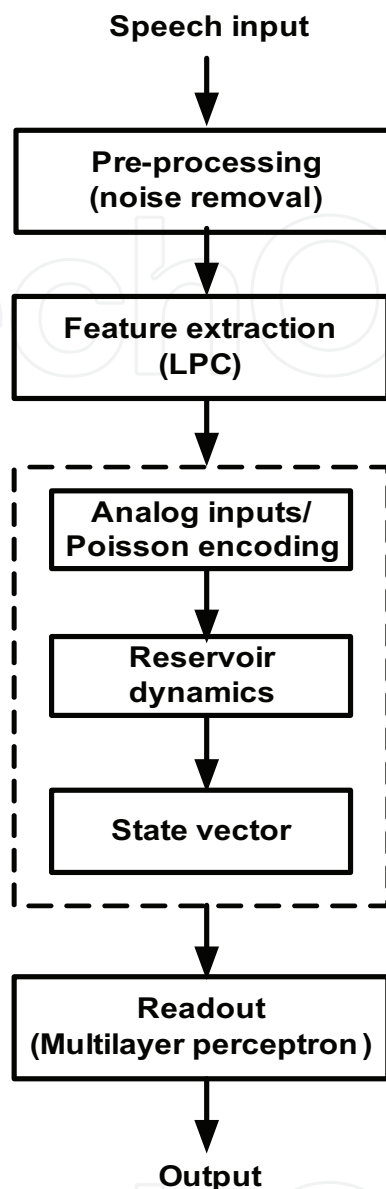 Speech input
Pre-processing
(noise removal)
Feature extraction
(LPC)
Analog inputs/
Poisson encoding
Reservoir
dynamics
State vector
Readout
(Multilayer perceptron )
Output